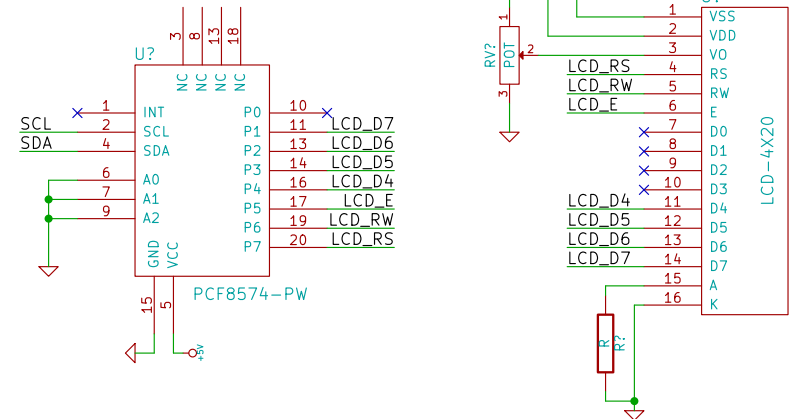 U?
3 8 13 18
NC NC NC NC
1 INT P0 10
SCL 2 SCL P1 11 LCD_D7
SDA 4 SDA P2 13 LCD_D6
P3 14 LCD_D5
6 A0 P4 16 LCD_D4
7 A1 P5 17 LCD_E
9 A2 P6 19 LCD_RW
P7 20 LCD_RS
GND VCC
15 5
PCF8574-PW
+5V
RV? POT
1
2
3
1 VSS
2 VDD
3 VO
LCD_RS 4 RS
LCD_RW 5 RW
LCD_E 6 E
7 D0
8 D1
9 D2
10 D3
LCD_D4 11 D4
LCD_D5 12 D5
LCD_D6 13 D6
LCD_D7 14 D7
15 A
16 K
LCD-4X20
R R?